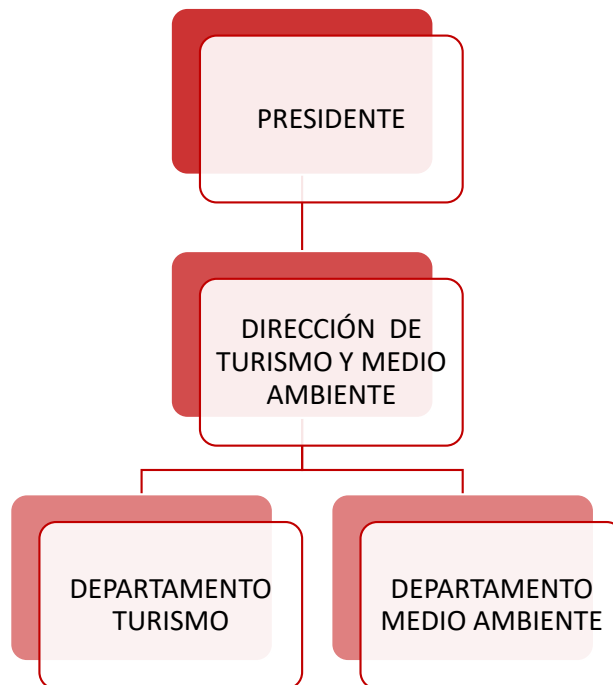 PRESIDENTE
DIRECCIÓN DE
TURISMO Y MEDIO
AMBIENTE
DEPARTAMENTO
TURISMO
DEPARTAMENTO
MEDIO AMBIENTE